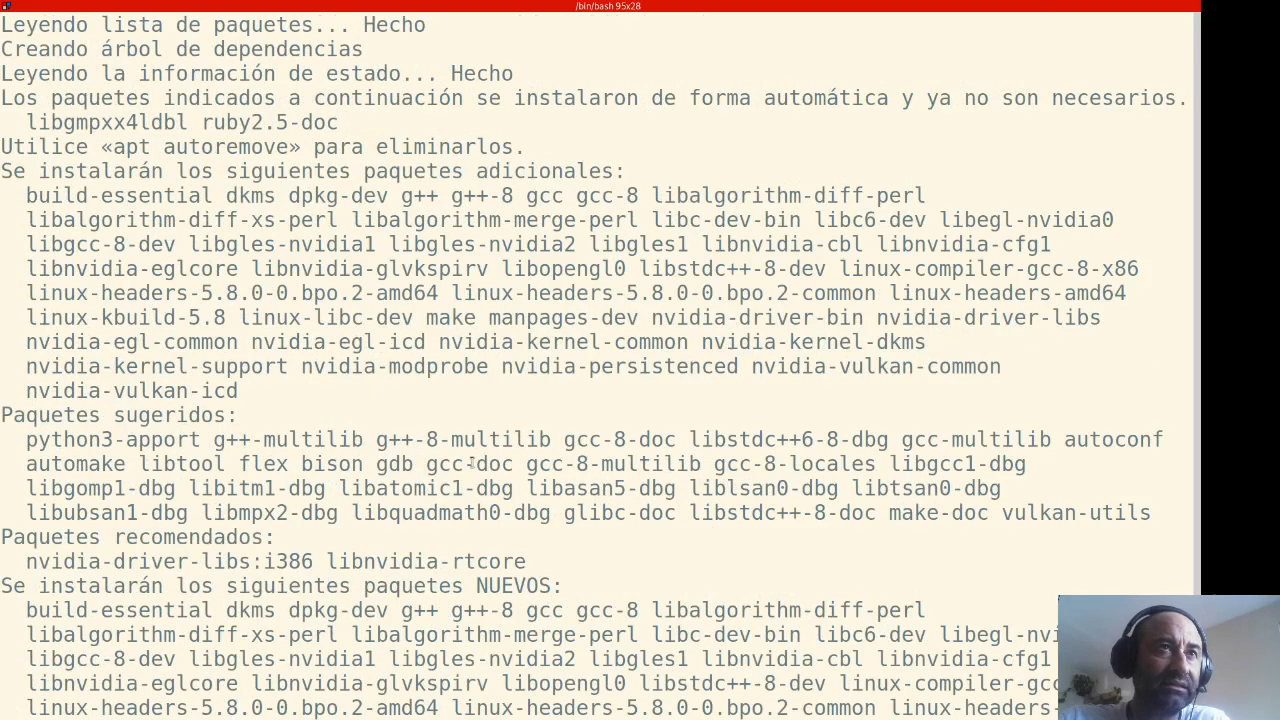 /bin/bash 95x28
Leyendo lista de paquetes... Hecho
Creando árbol de dependencias
Leyendo la información de estado... Hecho
Los paquetes indicados a continuación se instalaron de forma automática y ya no son necesarios.
libgmpxx4ldbl ruby2.5-doc
Utilice «apt autoremove» para eliminarlos.
Se instalarán los siguientes paquetes adicionales:
build-essential dkms dpkg-dev g++ g++-8 gcc gcc-8 libalgorithm-diff-perl
libalgorithm-diff-xs-perl libalgorithm-merge-perl libc-dev-bin libc6-dev libegl-nvidia0
libgcc-8-dev libgles-nvidia1 libgles-nvidia2 libgles1 libnvidia-cbl libnvidia-cfg1
libnvidia-eglcore libnvidia-glvkspirv libopengl0 libstdc++-8-dev linux-compiler-gcc-8-x86
linux-headers-5.8.0-0.bpo.2-amd64 linux-headers-5.8.0-0.bpo.2-common linux-headers-amd64
linux-kbuild-5.8 linux-libc-dev make manpages-dev nvidia-driver-bin nvidia-driver-libs
nvidia-egl-common nvidia-egl-icd nvidia-kernel-common nvidia-kernel-dkms
nvidia-kernel-support nvidia-modprobe nvidia-persistenced nvidia-vulkan-common
nvidia-vulkan-icd
Paquetes sugeridos:
python3-apport g++-multilib g++-8-multilib gcc-8-doc libstdc++6-8-dbg gcc-multilib autoconf
automake libtool flex bison gdb gcc-doc gcc-8-multilib gcc-8-locales libgcc1-dbg
libgomp1-dbg libitm1-dbg libatomic1-dbg libasan5-dbg liblsan0-dbg libtsan0-dbg
libubsan1-dbg libmpx2-dbg libquadmath0-dbg glibc-doc libstdc++-8-doc make-doc vulkan-utils
Paquetes recomendados:
nvidia-driver-libs:i386 libnvidia-rtcore
Se instalarán los siguientes paquetes NUEVOS:
build-essential dkms dpkg-dev g++ g++-8 gcc gcc-8 libalgorithm-diff-perl
libalgorithm-diff-xs-perl libalgorithm-merge-perl libc-dev-bin libc6-dev libegl-nvi
libgcc-8-dev libgles-nvidia1 libgles-nvidia2 libgles1 libnvidia-cbl libnvidia-cfg1
libnvidia-eglcore libnvidia-glvkspirv libopengl0 libstdc++-8-dev linux-compiler-gcc
linux-headers-5.8.0-0.bpo.2-amd64 linux-headers-5.8.0-0.bpo.2-common linux-headers-